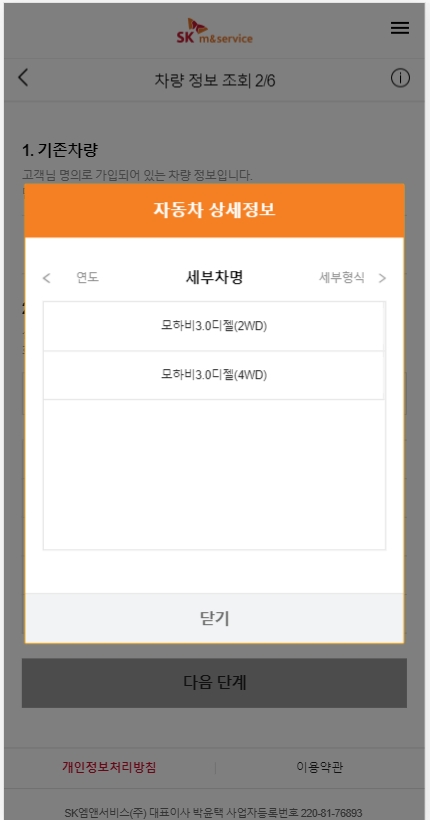 SK m&service
차량 정보 조회 2/6
1. 기존차량
고객님 명의로 가입되어 있는 차량 정보입니다.
자동차 상세정보
< 연도 세부차명 세부형식 >
모하비3.0디젤(2WD)
모하비3.0디젤(4WD)
닫기
다음 단계
개인정보처리방침 | 이용약관
SK엠앤서비스(주) 대표이사 박윤택 사업자등록번호 220-81-76893